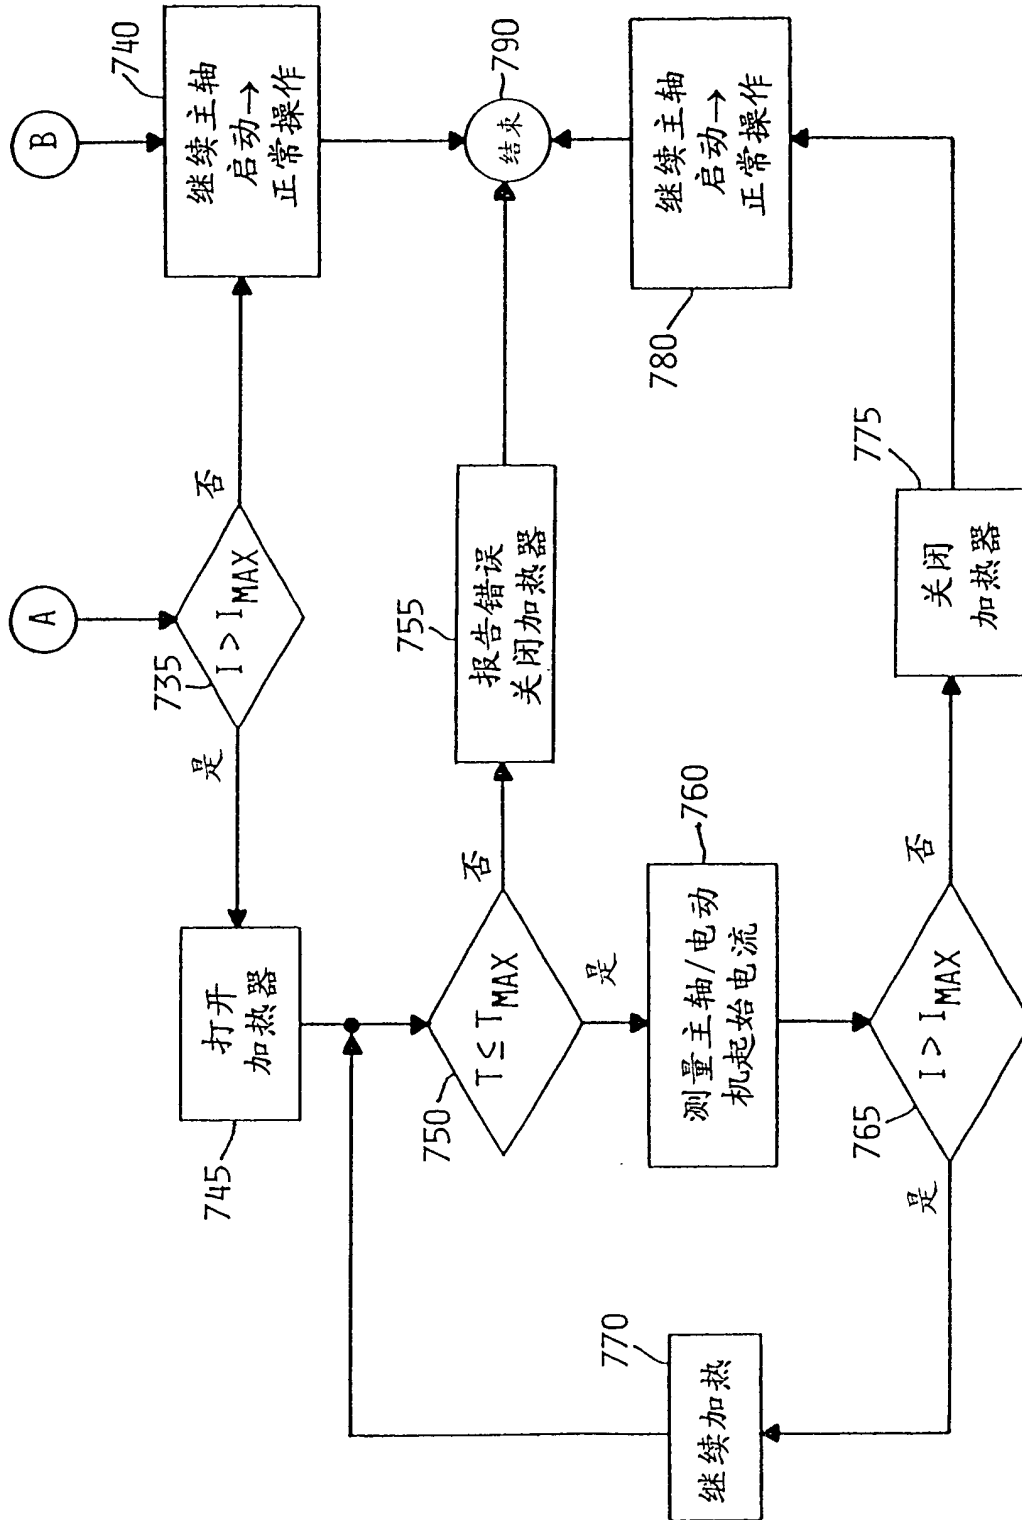 A
B
735
I > I MAX
是
否
740
继续主轴
启动→
正常操作
745
打开
加热器
750
T ≤ T MAX
否
是
755
报告错误
关闭加热器
790
结束
760
测量主轴/电动
机起始电流
765
I > I MAX
是
否
770
继续加热
775
关闭
加热器
780
继续主轴
启动→
正常操作